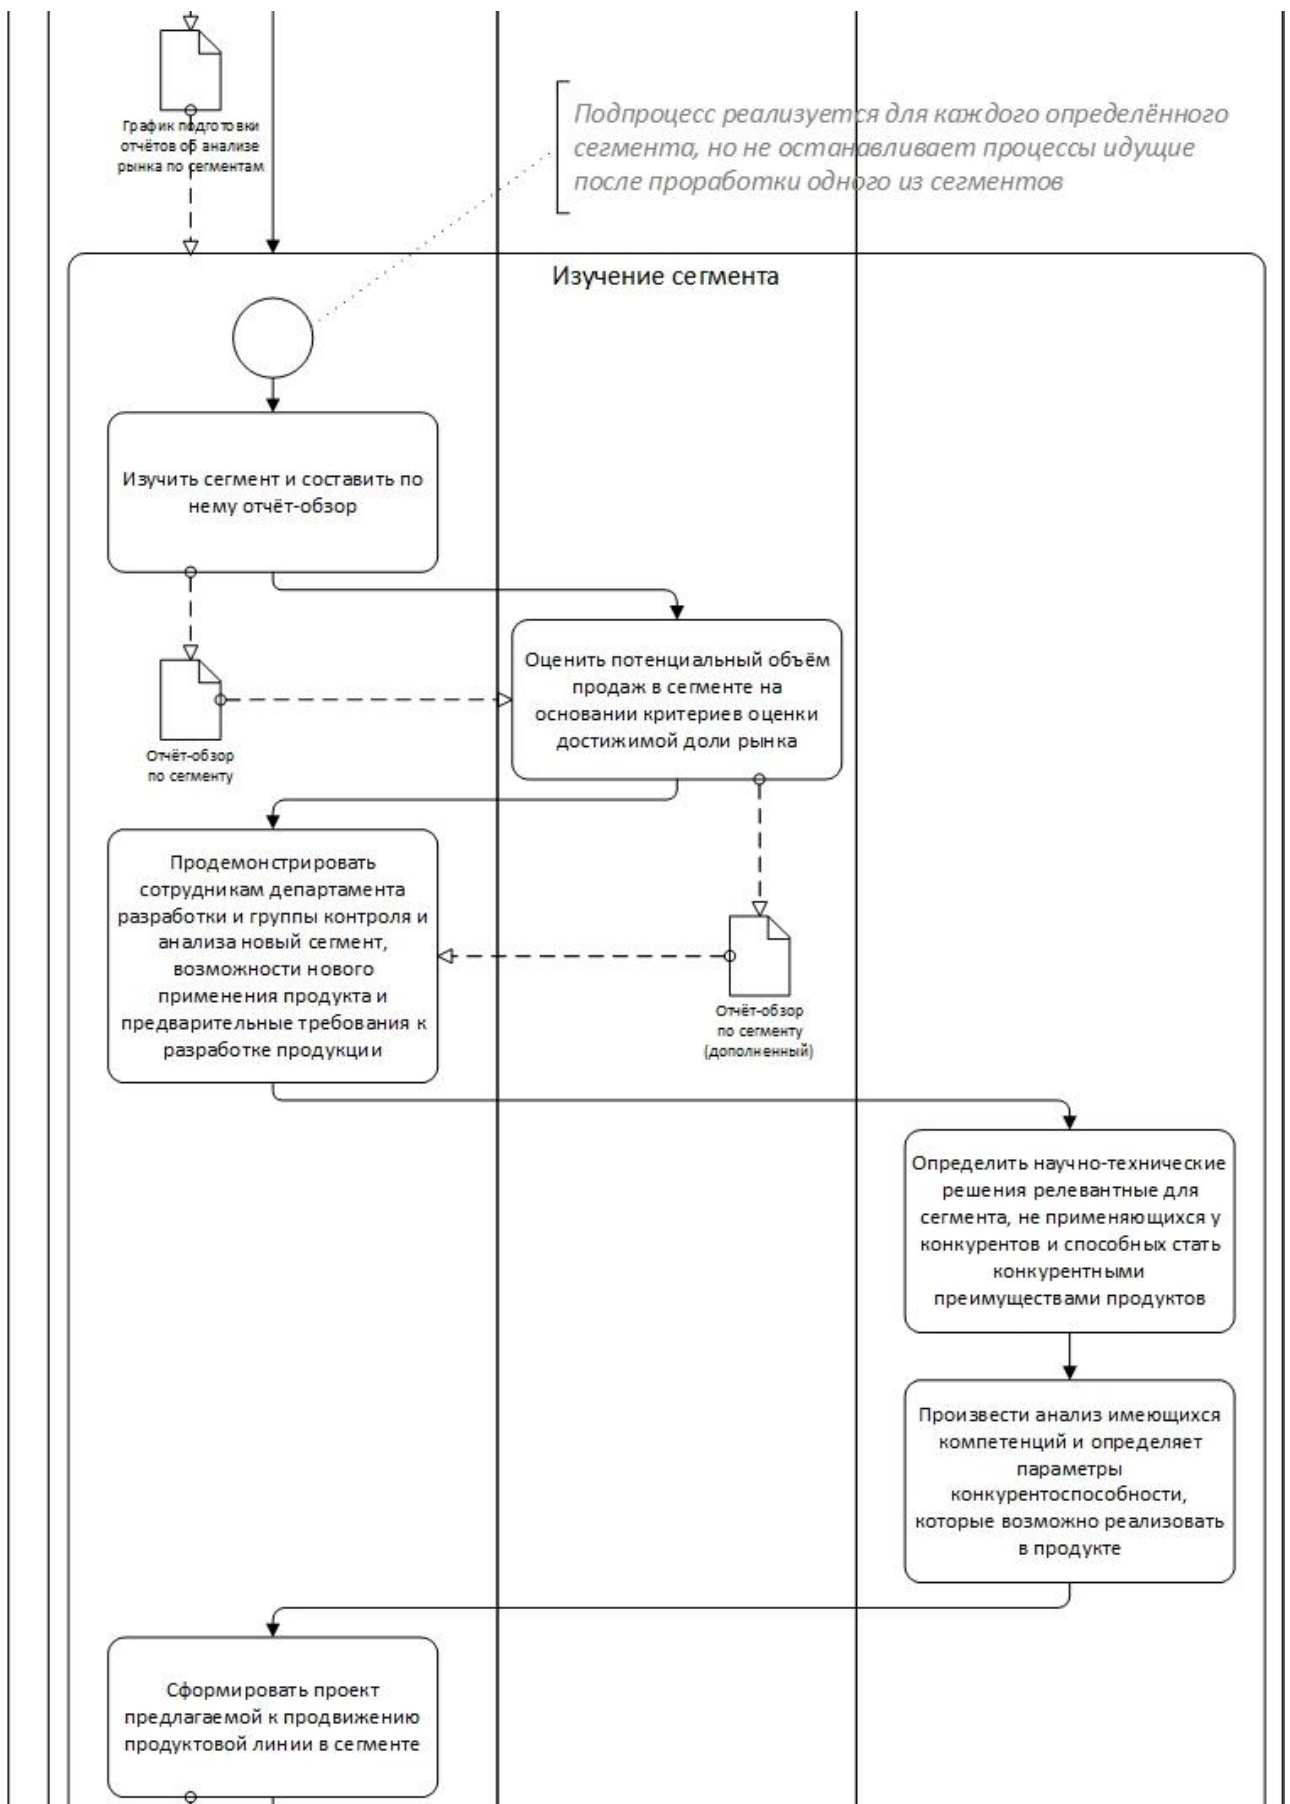 График подготовки
отчётов об анализе
рынка по сегментам
Подпроцесс реализуется для каждого определённого
сегмента, но не останавливает процессы идущие
после проработки одного из сегментов
Изучение сегмента
Изучить сегмент и составить по
нему отчёт-обзор
Оценить потенциальный объём
продаж в сегменте на
основании критериев оценки
достижимой доли рынка
Отчёт-обзор
по сегменту
Продемонстрировать
сотрудникам департамента
разработки и группы контроля и
анализа новый сегмент,
возможности нового
применения продукта и
предварительные требования к
разработке продукции
Отчёт-обзор
по сегменту
(дополненный)
Определить научно-технические
решения релевантные для
сегмента, не применяющихся у
конкурентов и способных стать
конкурентными
преимуществами продуктов
Произвести анализ имеющихся
компетенций и определяет
параметры
конкурентоспособности,
которые возможно реализовать
в продукте
Сформировать проект
предлагаемой к продвижению
продуктовой линии в сегменте